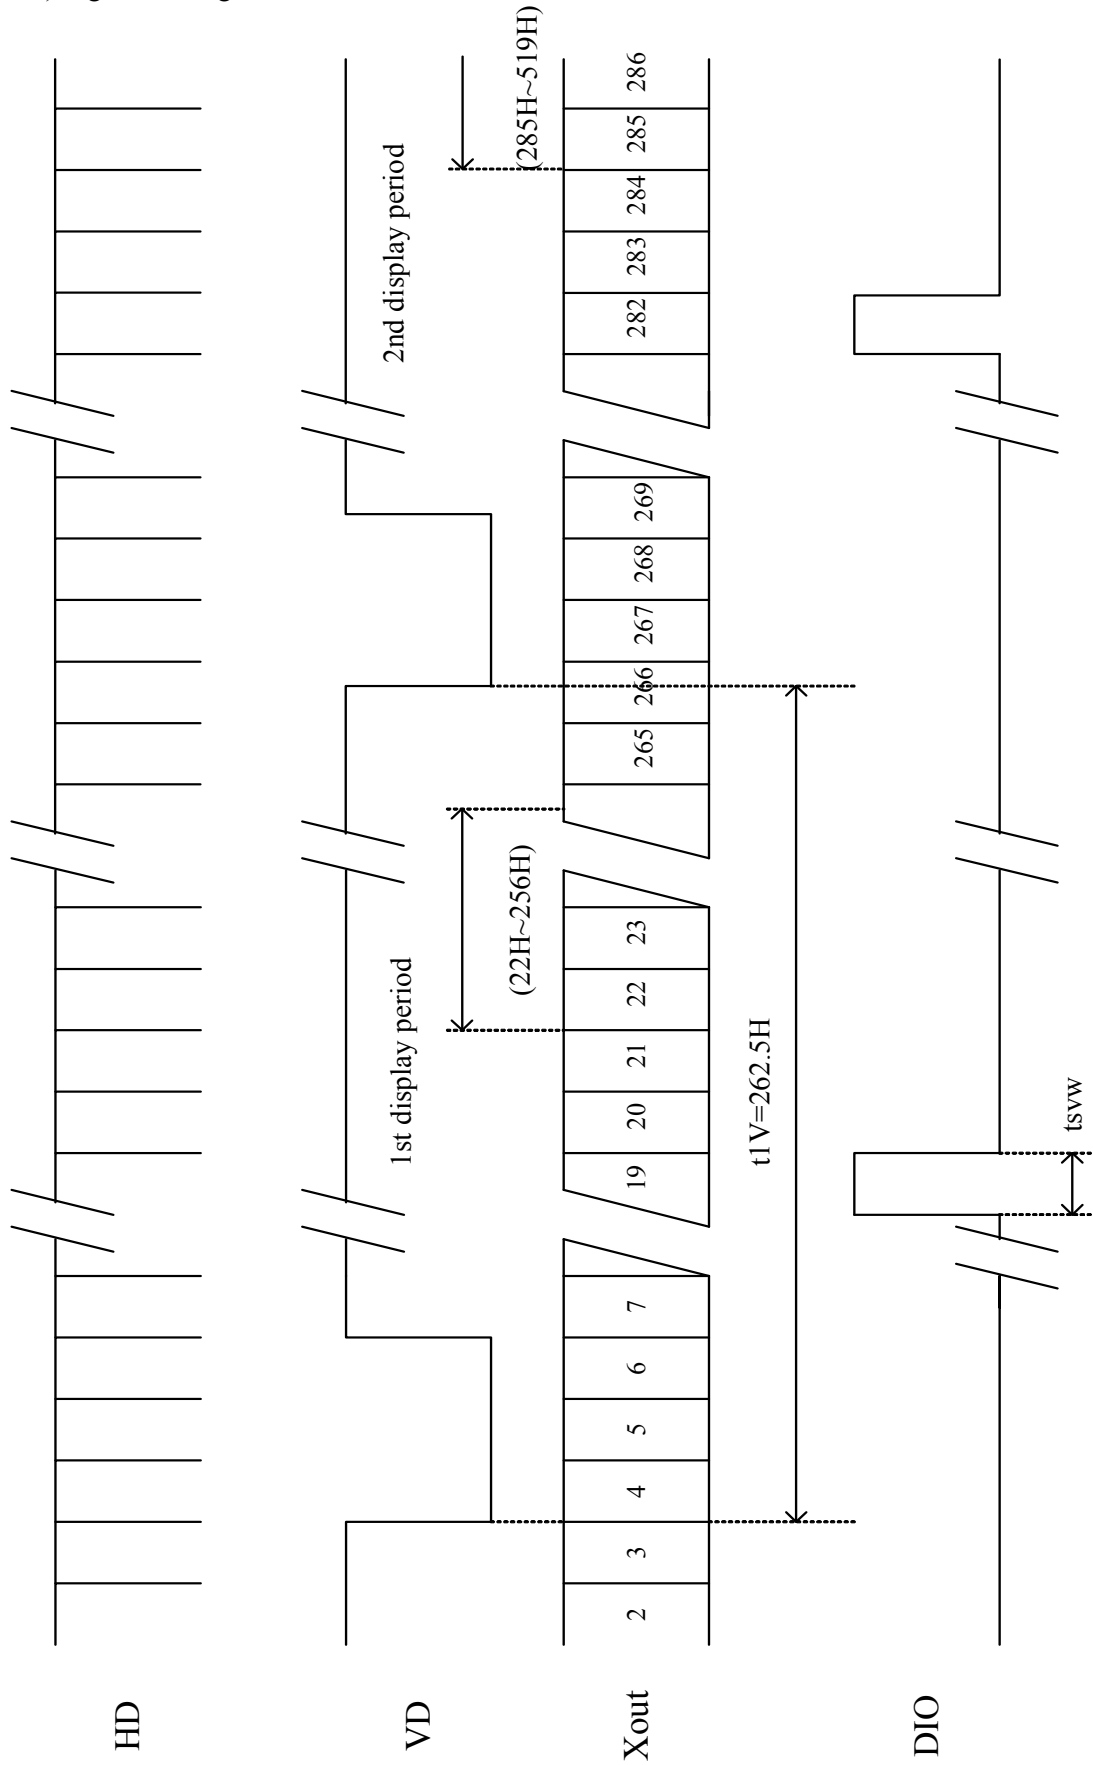 HD
VD
1st display period
2nd display period
(22H~256H)
(285H~519H)
Xout
2 3 4 5 6 7 19 20 21 22 23 265 266 267 268 269 282 283 284 285 286
t1V=262.5H
DIO
tsvw